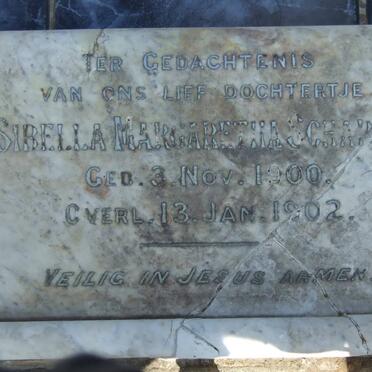 TER GEDACHTENIS
VAN ONS LIEF DOCHTERTJE
SIBELLA MARGARETHA
GEB. 3. NOV. 1900.
OVERL. 13. JAN. 1902.
VEILIG IN JESUS ARMEN.